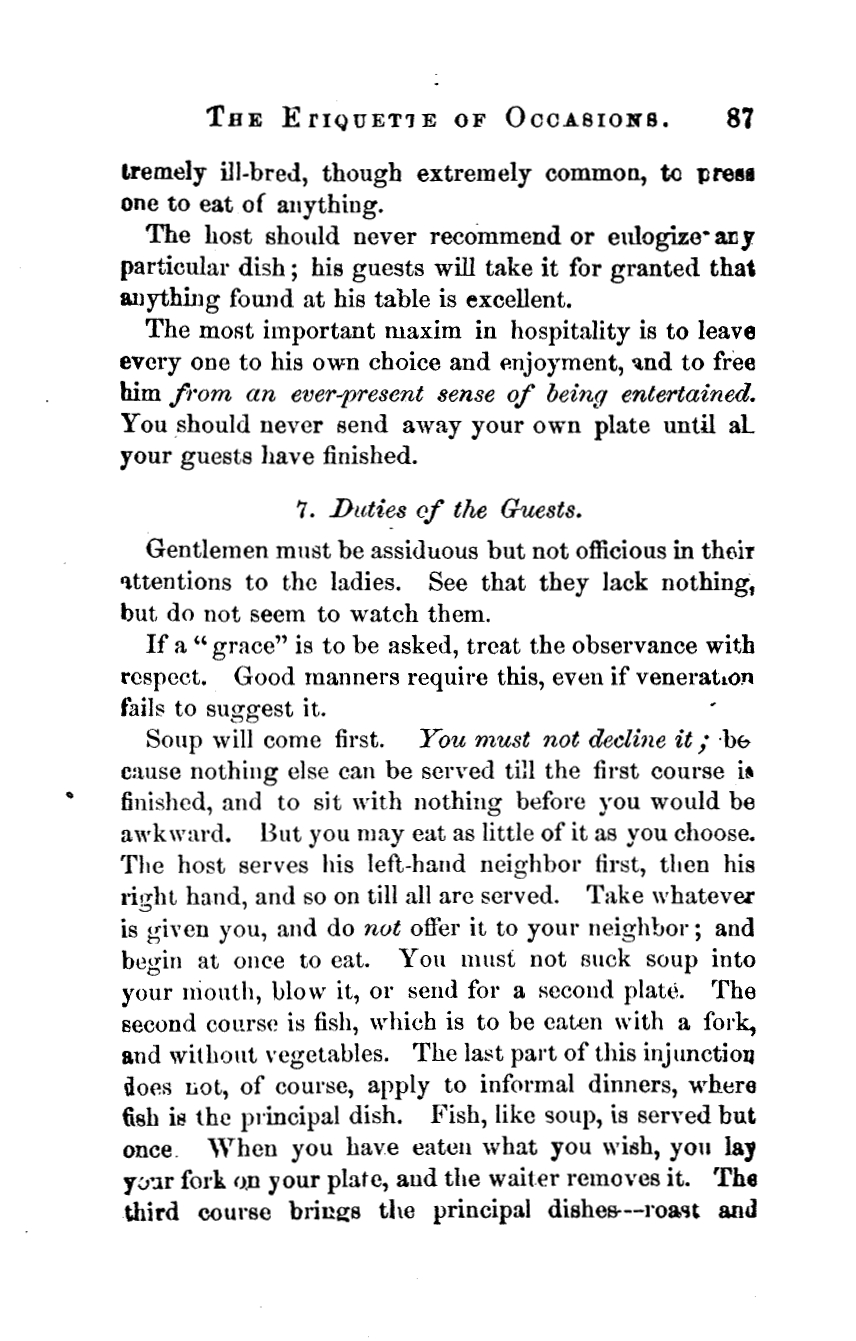 THE ETIQUETTE OF OCCASIONS. 87
tremely ill-bred, though extremely common, to press
one to eat of anything.
The host should never recommend or eulogize any
particular dish; his guests will take it for granted that
anything found at his table is excellent.
The most important maxim in hospitality is to leave
every one to his own choice and enjoyment, and to free
him from an ever-present sense of being entertained.
You should never send away your own plate until all
your guests have finished.
7. Duties of the Guests.
Gentlemen must be assiduous but not officious in their
attentions to the ladies. See that they lack nothing,
but do not seem to watch them.
If a "grace" is to be asked, treat the observance with
respect. Good manners require this, even if veneration
fails to suggest it.
Soup will come first. You must not decline it; be-
cause nothing else can be served till the first course is
finished, and to sit with nothing before you would be
awkward. But you may eat as little of it as you choose.
The host serves his left-hand neighbor first, then his
right hand, and so on till all are served. Take whatever
is given you, and do not offer it to your neighbor; and
begin at once to eat. You must not suck soup into
your mouth, blow it, or send for a second plate. The
second course is fish, which is to be eaten with a fork,
and without vegetables. The last part of this injunction
does not, of course, apply to informal dinners, where
fish is the principal dish. Fish, like soup, is served but
once. When you have eaten what you wish, you lay
your fork on your plate, and the waiter removes it. The
third course brings the principal dishes--roast and